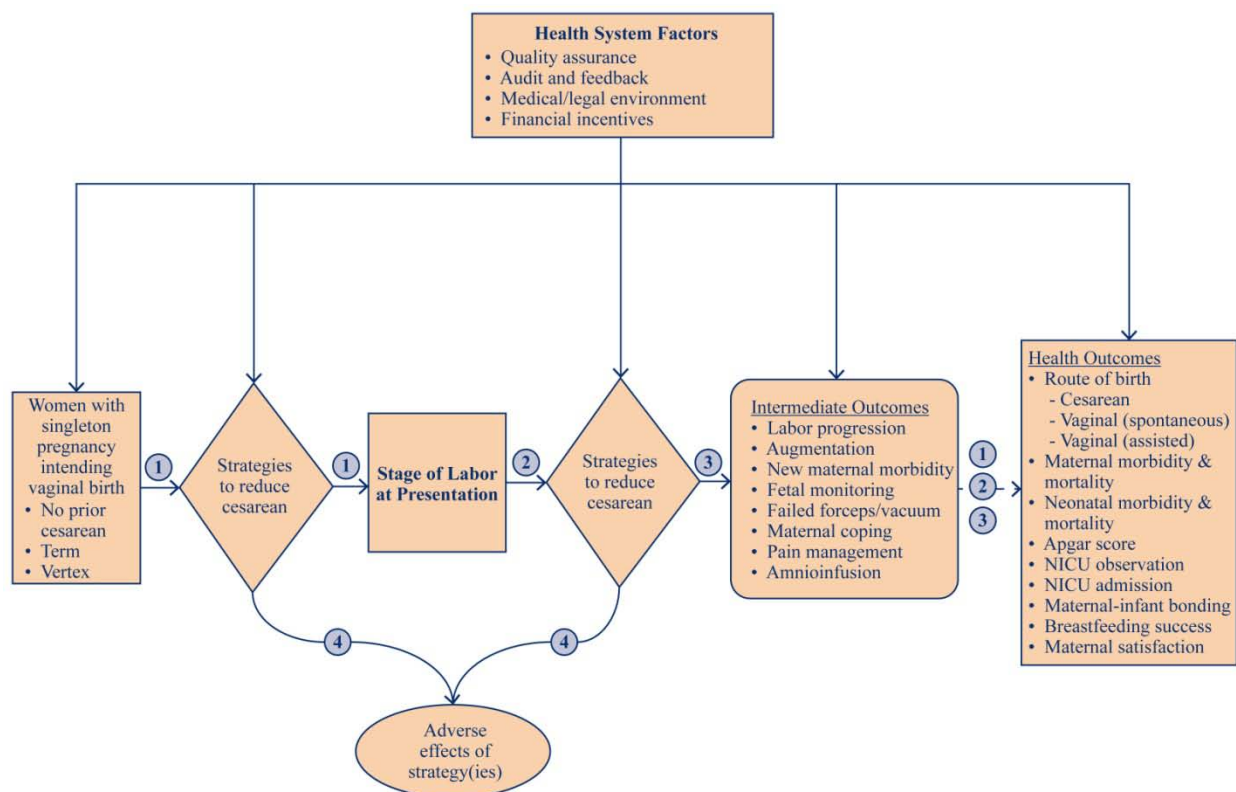 Health System Factors
• Quality assurance
• Audit and feedback
• Medical/legal environment
• Financial incentives
Women with
singleton
pregnancy
intending
vaginal birth
• No prior
cesarean
• Term
• Vertex
1
Strategies
to reduce
cesarean
1
Stage of Labor
at Presentation
2
Strategies
to reduce
cesarean
3
Intermediate Outcomes
• Labor progression
• Augmentation
• New maternal morbidity
• Fetal monitoring
• Failed forceps/vacuum
• Maternal coping
• Pain management
• Amnioinfusion
1
2
3
Health Outcomes
• Route of birth
- Cesarean
- Vaginal (spontaneous)
- Vaginal (assisted)
• Maternal morbidity &
mortality
• Neonatal morbidity &
mortality
• Apgar score
• NICU observation
• NICU admission
• Maternal-infant bonding
• Breastfeeding success
• Maternal satisfaction
4
4
Adverse
effects of
strategy(ies)